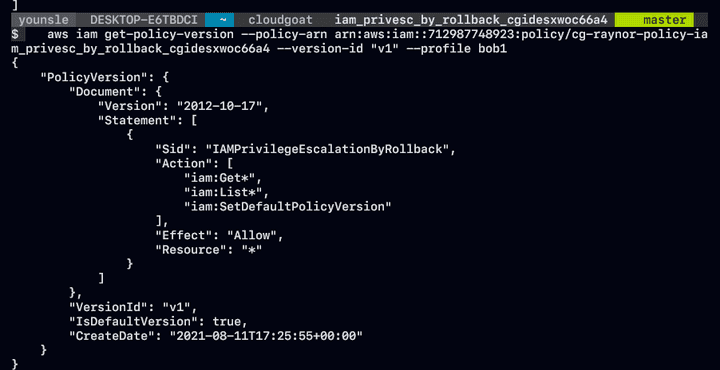 ]
younsle DESKTOP-E6TBDCI ~ cloudgoat iam_privesc_by_rollback_cgidesxwoc66a4 master
$ aws iam get-policy-version --policy-arn arn:aws:iam::712987748923:policy/cg-raynor-policy-ia
m_privesc_by_rollback_cgidesxwoc66a4 --version-id "v1" --profile bob1
{
    "PolicyVersion": {
        "Document": {
            "Version": "2012-10-17",
            "Statement": [
                {
                    "Sid": "IAMPrivilegeEscalationByRollback",
                    "Action": [
                        "iam:Get*",
                        "iam:List*",
                        "iam:SetDefaultPolicyVersion"
                    ],
                    "Effect": "Allow",
                    "Resource": "*"
                }
            ]
        },
        "VersionId": "v1",
        "IsDefaultVersion": true,
        "CreateDate": "2021-08-11T17:25:55+00:00"
    }
}